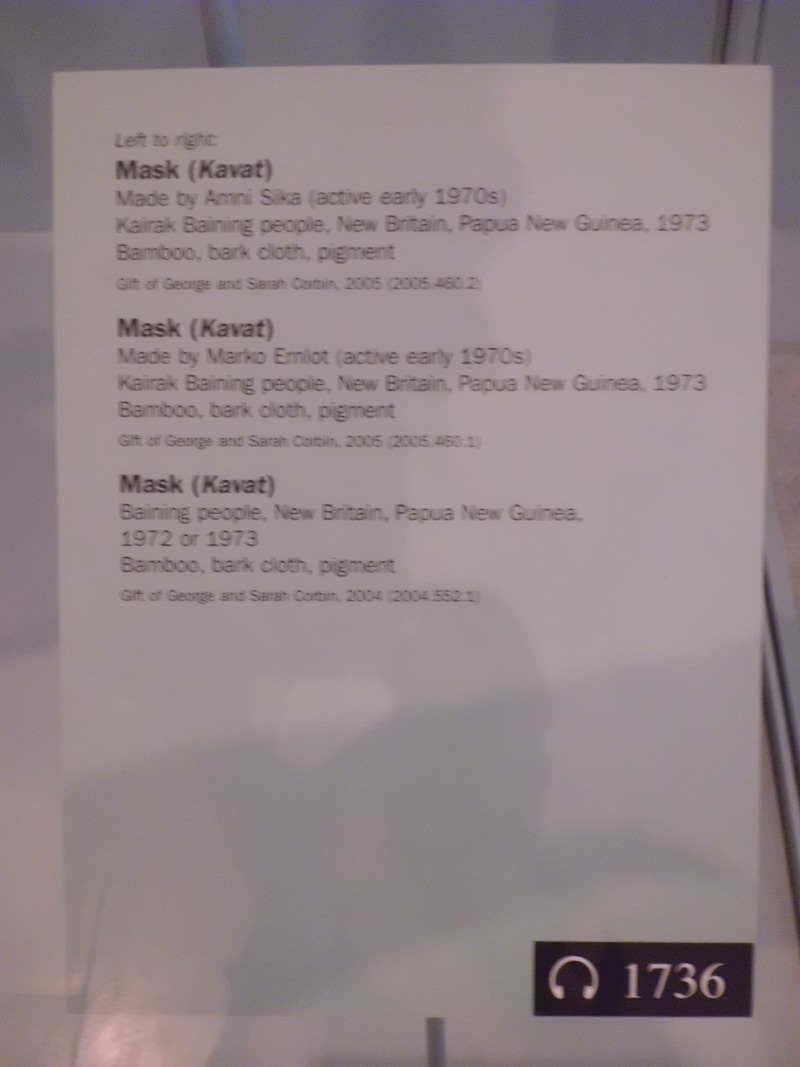 Left to right:
Mask (Kavat)
Made by Amni Sika (active early 1970s)
Kairak Baining people, New Britain, Papua New Guinea, 1973
Bamboo, bark cloth, pigment
Gift of George and Sarah Corbin, 2005 (2005.460.2)
Mask (Kavat)
Made by Marko Emlot (active early 1970s)
Kairak Baining people, New Britain, Papua New Guinea, 1973
Bamboo, bark cloth, pigment
Gift of George and Sarah Corbin, 2005 (2005.460.1)
Mask (Kavat)
Baining people, New Britain, Papua New Guinea,
1972 or 1973
Bamboo, bark cloth, pigment
Gift of George and Sarah Corbin, 2004 (2004.552.1)
1736